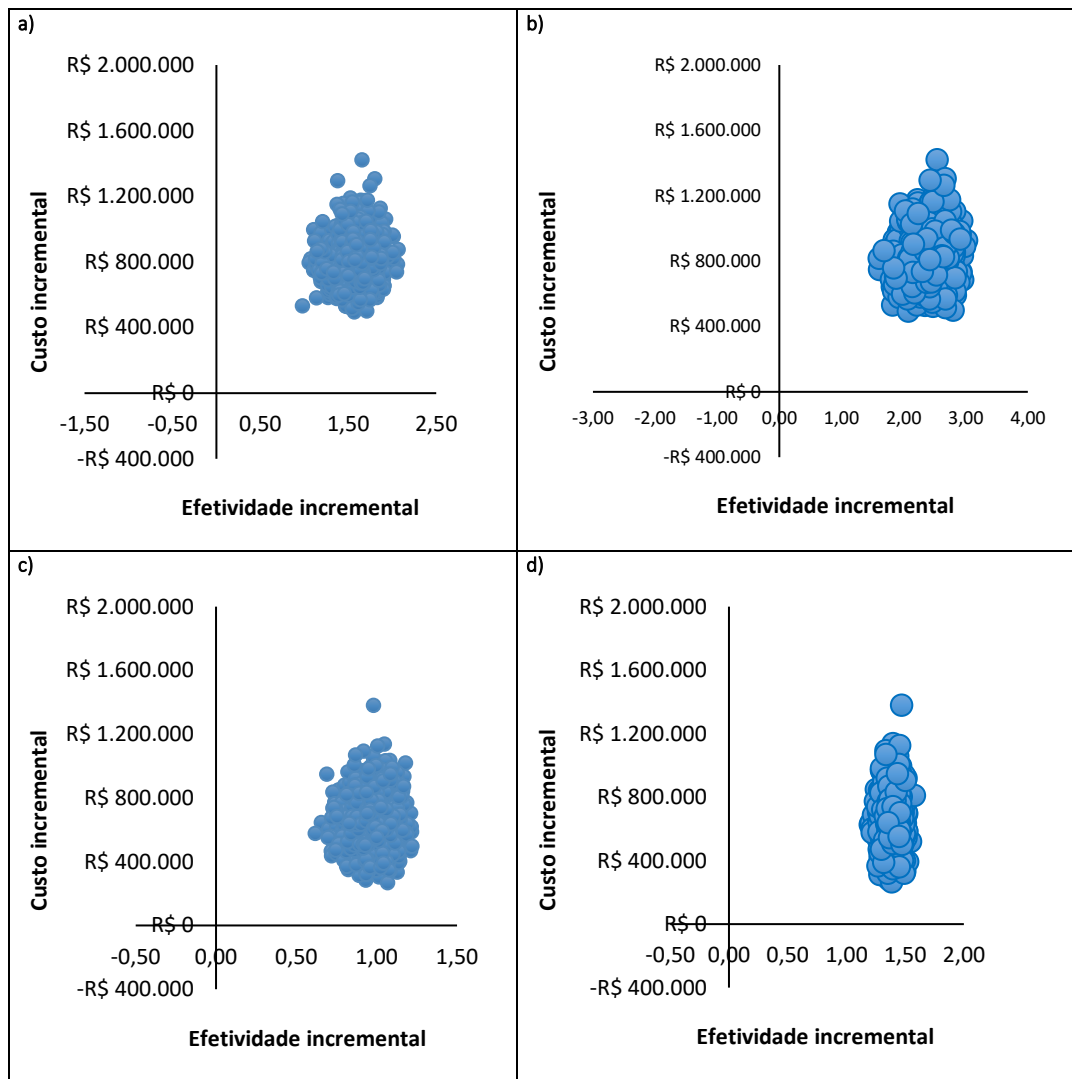 a)
R$ 2.000.000
R$ 1.600.000
R$ 1.200.000
R$ 800.000
R$ 400.000
R$ 0
-R$ 400.000
-1,50 -0,50 0,50 1,50 2,50
Custo incremental
Efetividade incremental
b)
R$ 2.000.000
R$ 1.600.000
R$ 1.200.000
R$ 800.000
R$ 400.000
R$ 0
-R$ 400.000
-3,00 -2,00 -1,00 0,00 1,00 2,00 3,00 4,00
Custo incremental
Efetividade incremental
c)
R$ 2.000.000
R$ 1.600.000
R$ 1.200.000
R$ 800.000
R$ 400.000
R$ 0
-R$ 400.000
-0,50 0,00 0,50 1,00 1,50
Custo incremental
Efetividade incremental
d)
R$ 2.000.000
R$ 1.600.000
R$ 1.200.000
R$ 800.000
R$ 400.000
R$ 0
-R$ 400.000
-0,50 0,00 0,50 1,00 1,50 2,00
Custo incremental
Efetividade incremental